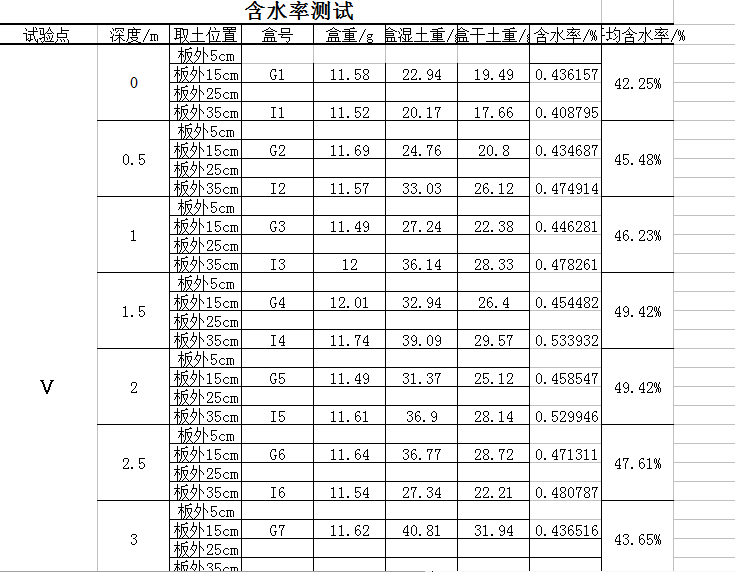 含水率测试
试验点 深度/m 取土位置 盒号 盒重/g 盒湿土重/g 盒干土重/g 含水率/% 平均含水率/%
板外5cm
0 板外15cm G1 11.58 22.94 19.49 0.436157 42.25%
板外25cm
板外35cm I1 11.52 20.17 17.66 0.408795
板外5cm
0.5 板外15cm G2 11.69 24.76 20.8 0.434687 45.48%
板外25cm
板外35cm I2 11.57 33.03 26.12 0.474914
板外5cm
1 板外15cm G3 11.49 27.24 22.38 0.446281 46.23%
板外25cm
板外35cm I3 12 36.14 28.33 0.478261
板外5cm
1.5 板外15cm G4 12.01 32.94 26.4 0.454482 49.42%
板外25cm
板外35cm I4 11.74 39.09 29.57 0.533932
板外5cm
V 2 板外15cm G5 11.49 31.37 25.12 0.458547 49.42%
板外25cm
板外35cm I5 11.61 36.9 28.14 0.529946
板外5cm
2.5 板外15cm G6 11.64 36.77 28.72 0.471311 47.61%
板外25cm
板外35cm I6 11.54 27.34 22.21 0.480787
板外5cm
3 板外15cm G7 11.62 40.81 31.94 0.436516 43.65%
板外25cm
板外35cm